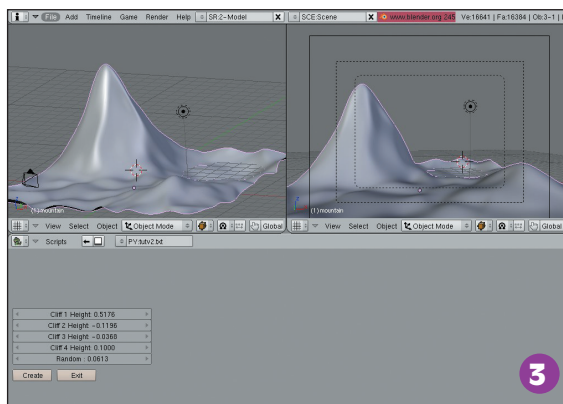 File Add Timeline Game Render Help SR:2-Model X SCE:Scene X www.blender.org 245 Ve:16641 | Fa:16384 | Ob:3-1 |
(1) mountain
(1) mountain
View Select Object Object Mode Global
View Select Object Object Mode Global
Scripts PV:tutv2.txt
Cliff 1 Height: 0.5176
Cliff 2 Height: -0.1196
Cliff 3 Height: -0.0368
Cliff 4 Height: 0.1000
Random : 0.0613
Create Exit
3